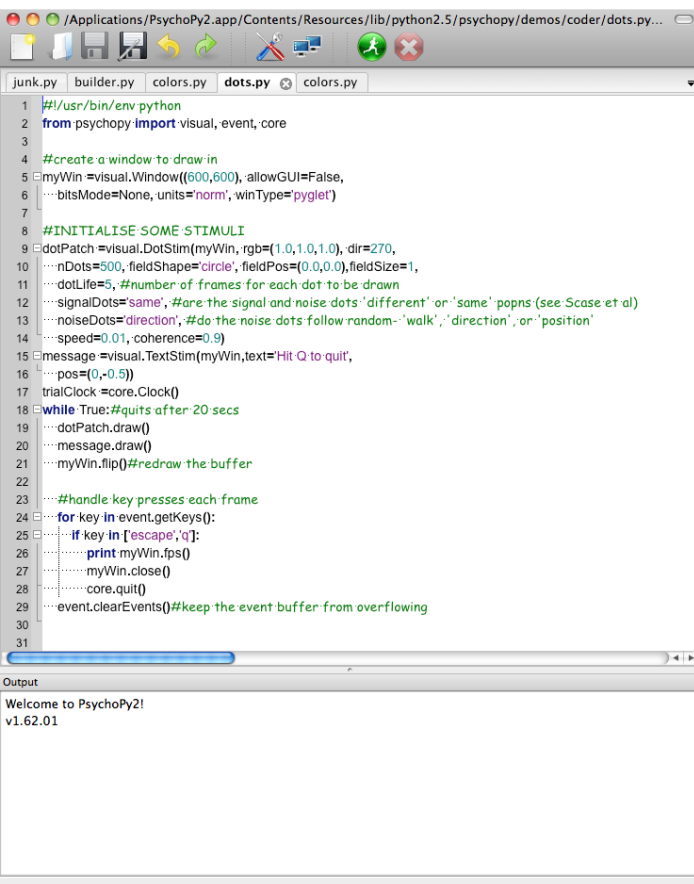 /Applications/PsychoPy2.app/Contents/Resources/lib/python2.5/psychopy/demos/coder/dots.py...
junk.py builder.py colors.py dots.py colors.py
1 #!/usr/bin/env python
2 from psychopy import visual, event, core
3
4 #create a window to draw in
5 myWin =visual.Window((600,600), allowGUI=False,
6 ····bitsMode=None, units='norm', winType='pyglet')
7
8 #INITIALISE SOME STIMULI
9 dotPatch =visual.DotStim(myWin, rgb=(1.0,1.0,1.0), dir=270,
10 ····nDots=500, fieldShape='circle', fieldPos=(0.0,0.0),fieldSize=1,
11 ····dotLife=5, #number of frames for each dot to be drawn
12 ····signalDots='same', #are the signal and noise dots 'different' or 'same' popns (see Scase et al)
13 ····noiseDots='direction', #do the noise dots follow random- 'walk', 'direction', or 'position'
14 ····speed=0.01, coherence=0.9)
15 message =visual.TextStim(myWin,text='Hit Q to quit',
16 ····pos=(0,-0.5))
17 trialClock =core.Clock()
18 while True:#quits after 20 secs
19 ····dotPatch.draw()
20 ····message.draw()
21 ····myWin.flip()#redraw the buffer
22
23 ····#handle key presses each frame
24 ····for key in event.getKeys():
25 ········if key in ['escape','q']:
26 ············print myWin.fps()
27 ············myWin.close()
28 ············core.quit()
29 ····event.clearEvents()#keep the event buffer from overflowing
30
31
Output
Welcome to PsychoPy2!
v1.62.01